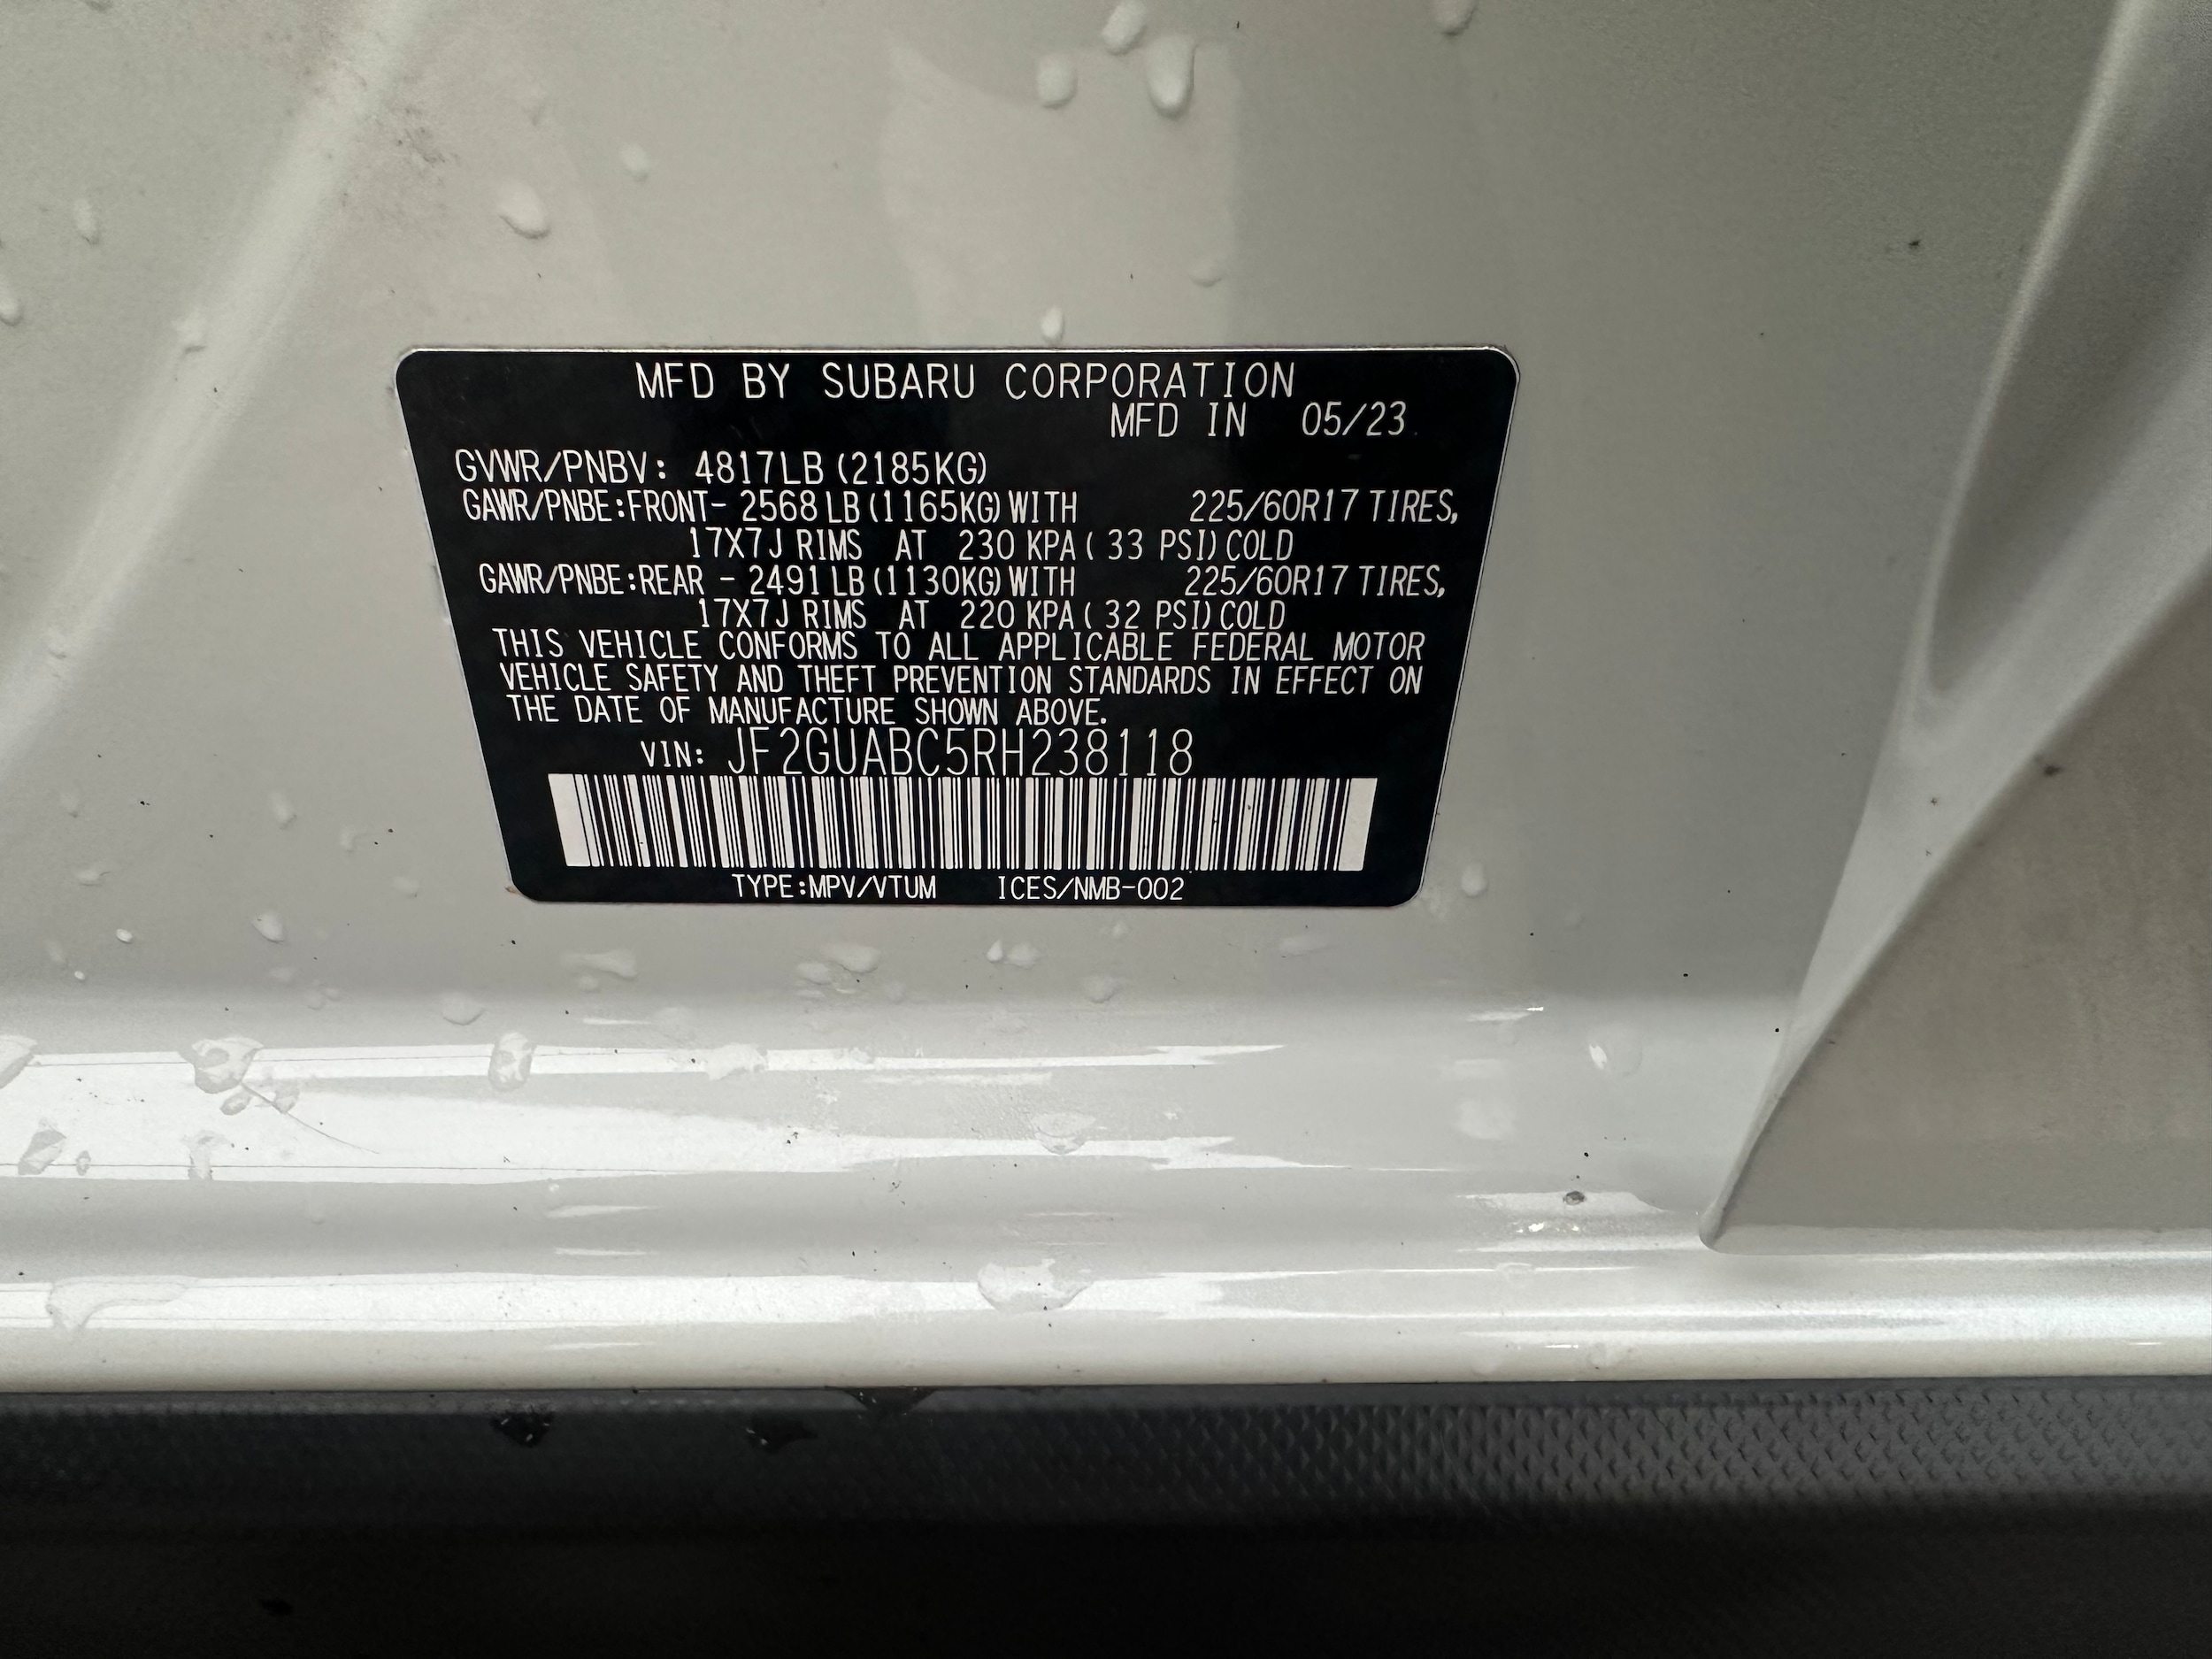 MFD BY SUBARU CORPORATION
MFD IN 05/23
GVWR/PNBV: 4817LB (2185KG)
GAWR/PNBE:FRONT- 2568 LB (1165KG) WITH 225/60R17 TIRES,
17X7J RIMS AT 230 KPA ( 33 PSI) COLD
GAWR/PNBE:REAR - 2491 LB (1130KG) WITH 225/60R17 TIRES,
17X7J RIMS AT 220 KPA ( 32 PSI) COLD
THIS VEHICLE CONFORMS TO ALL APPLICABLE FEDERAL MOTOR
VEHICLE SAFETY AND THEFT PREVENTION STANDARDS IN EFFECT ON
THE DATE OF MANUFACTURE SHOWN ABOVE.
VIN: JF2GUABC5RH238118
TYPE:MPV/VTUM ICES/NMB-002